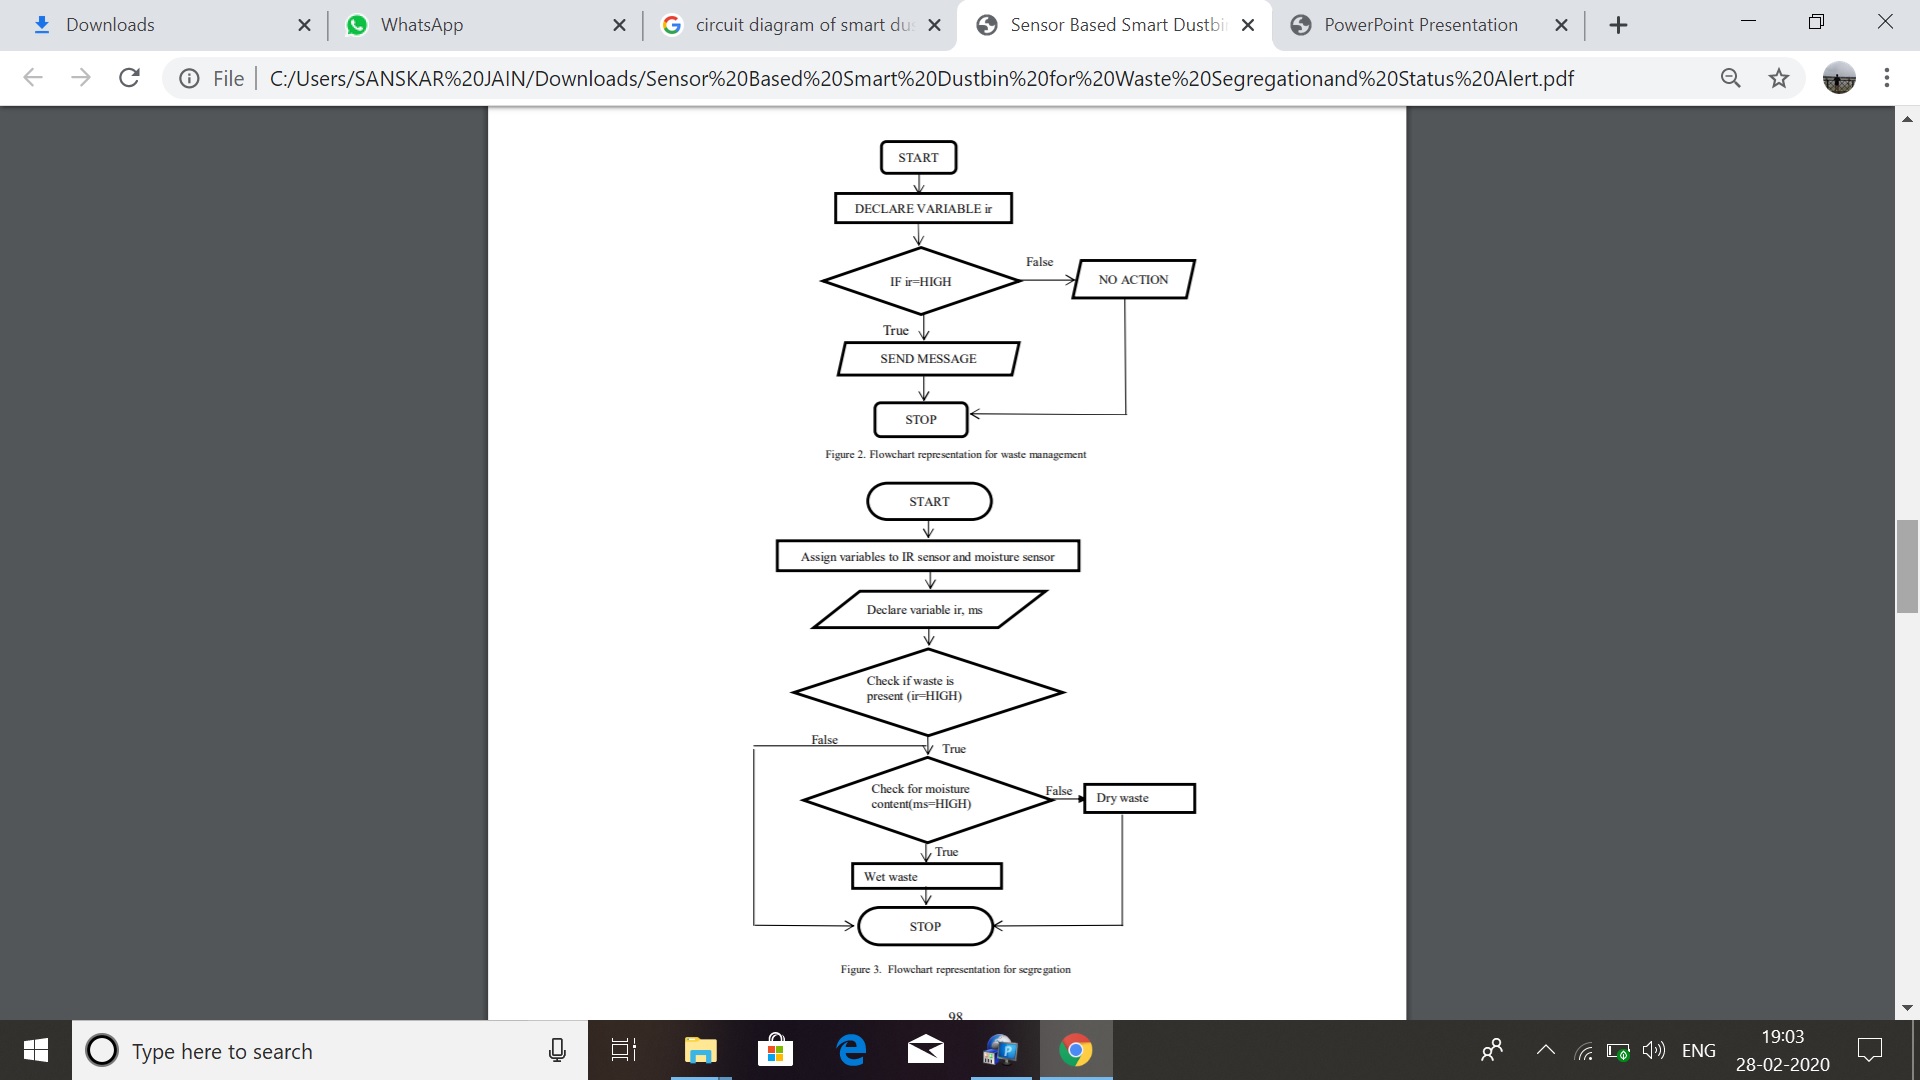 Downloads
WhatsApp
circuit diagram of smart dus
Sensor Based Smart Dustbi
PowerPoint Presentation
File
C:/Users/SANSKAR%20JAIN/Downloads/Sensor%20Based%20Smart%20Dustbin%20for%20Waste%20Segregationand%20Status%20Alert.pdf
START
DECLARE VARIABLE ir
IF ir=HIGH
False
NO ACTION
True
SEND MESSAGE
STOP
Figure 2. Flowchart representation for waste management
START
Assign variables to IR sensor and moisture sensor
Declare variable ir, ms
Check if waste is
present (ir=HIGH)
False
True
Check for moisture
content(ms=HIGH)
False
Dry waste
True
Wet waste
STOP
Figure 3. Flowchart representation for segregation
98
Type here to search
ENG
19:03
28-02-2020